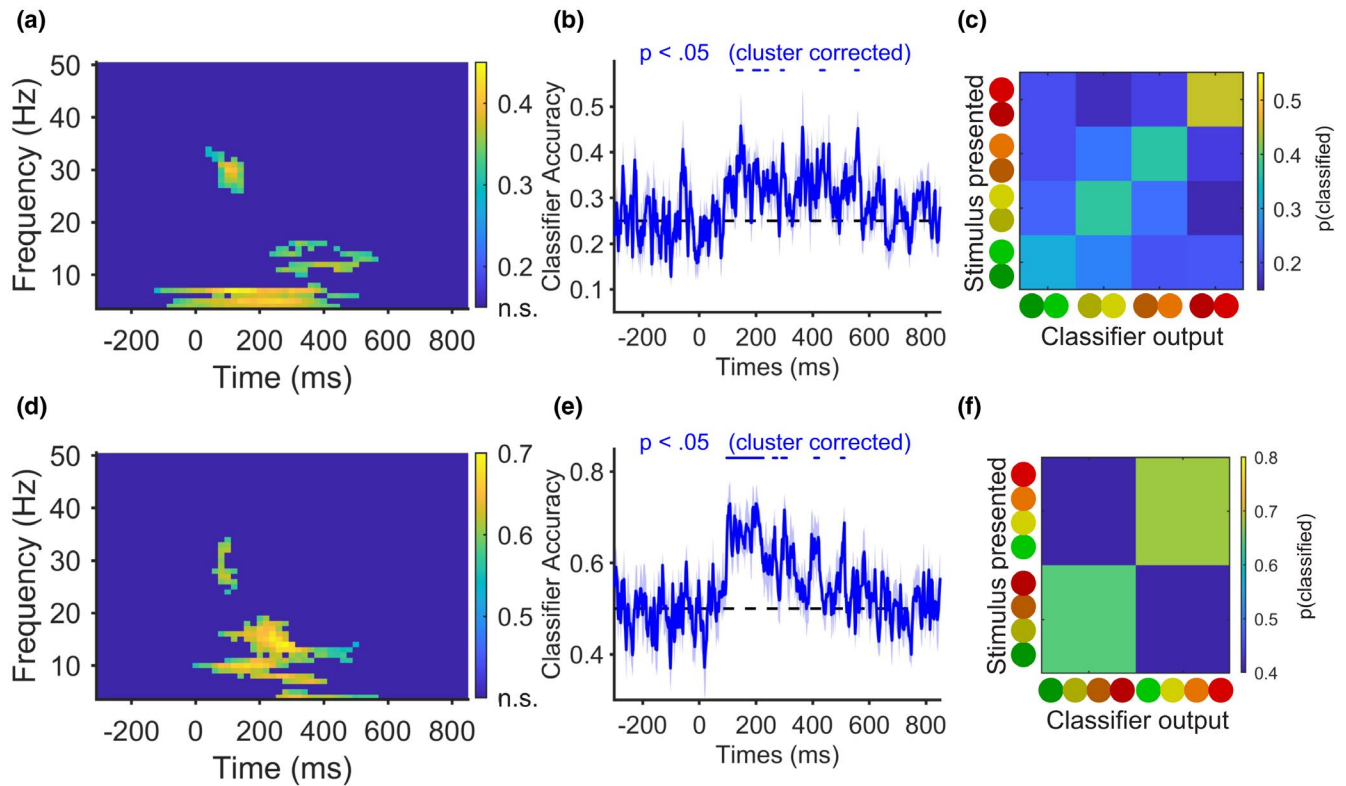 (a)
50
40
30
20
10
Frequency (Hz)
-200 0 200 400 600 800
Time (ms)
0.4
0.3
0.2
n.s.
(b)
p < .05 (cluster corrected)
0.5
0.4
0.3
0.2
0.1
Classifier Accuracy
-200 0 200 400 600 800
Times (ms)
(c)
Stimulus presented
Classifier output
0.5
0.4
0.3
0.2
p(classified)
(d)
50
40
30
20
10
Frequency (Hz)
-200 0 200 400 600 800
Time (ms)
0.7
0.6
0.5
n.s.
(e)
p < .05 (cluster corrected)
0.8
0.6
0.4
Classifier Accuracy
-200 0 200 400 600 800
Times (ms)
(f)
Stimulus presented
Classifier output
0.8
0.7
0.6
0.5
0.4
p(classified)